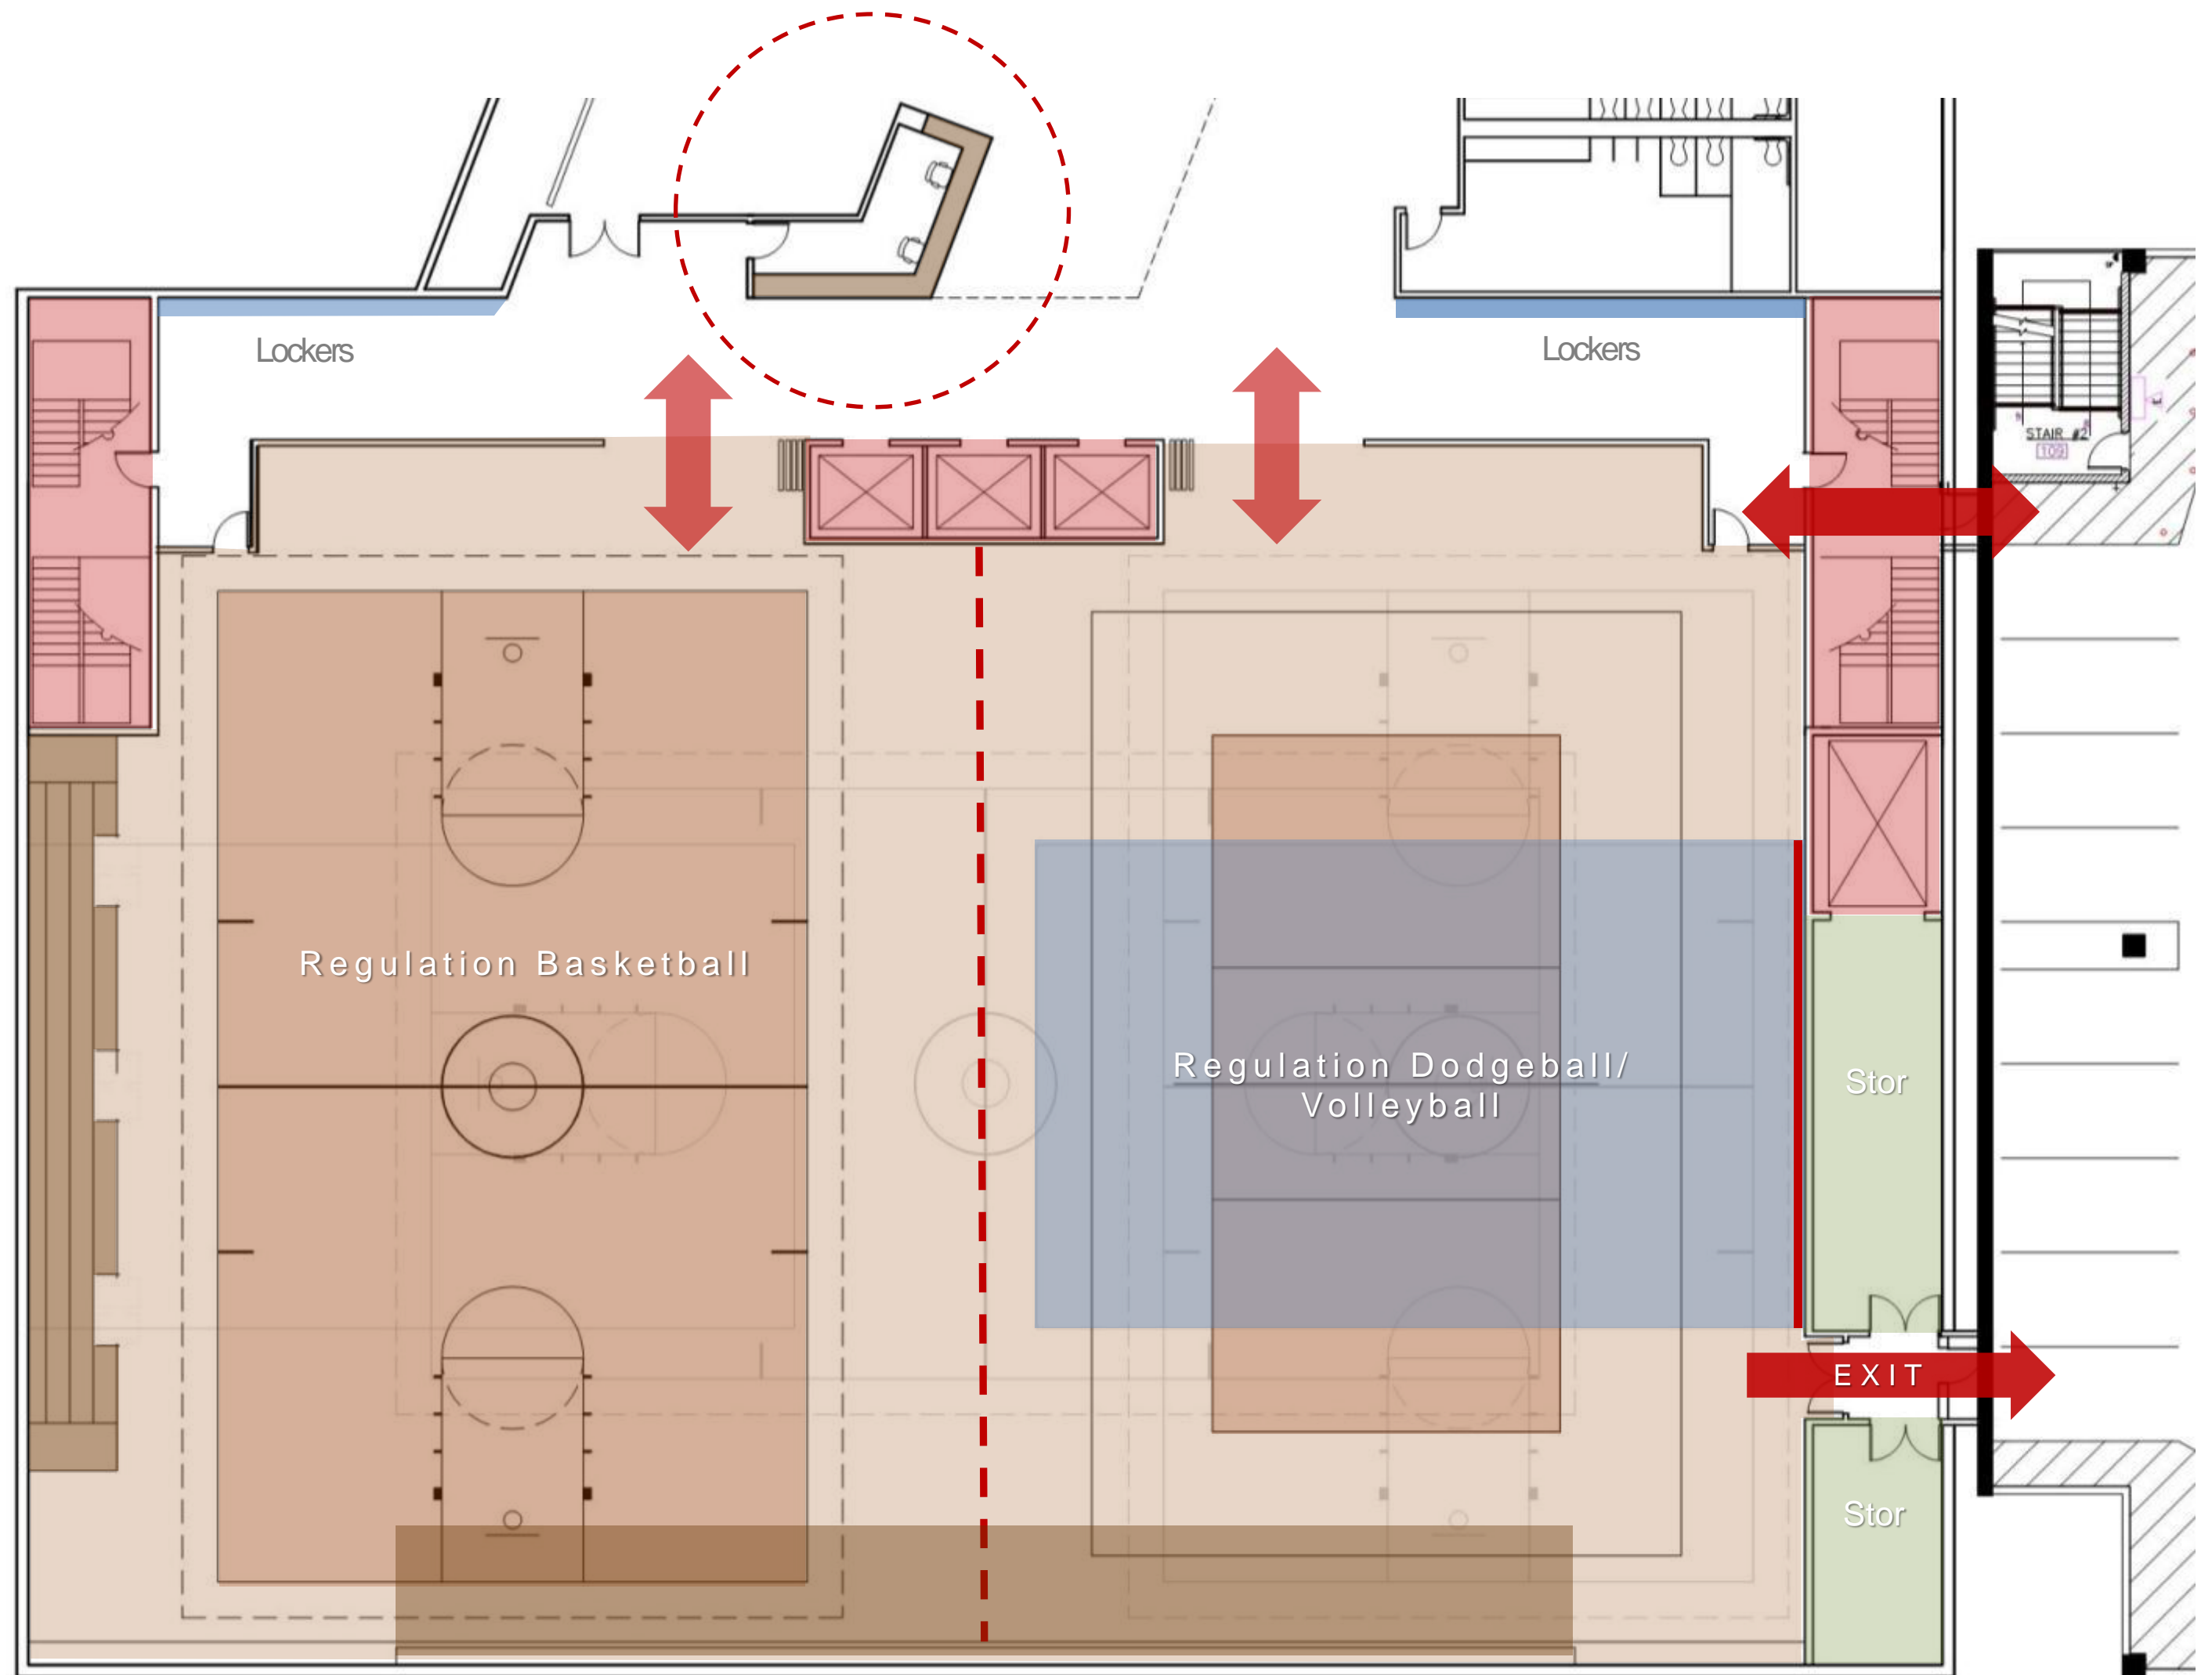 Lockers
Lockers
STAIR #2
109
Regulation Basketball
Regulation Dodgeball/
Volleyball
Stor
EXIT
Stor